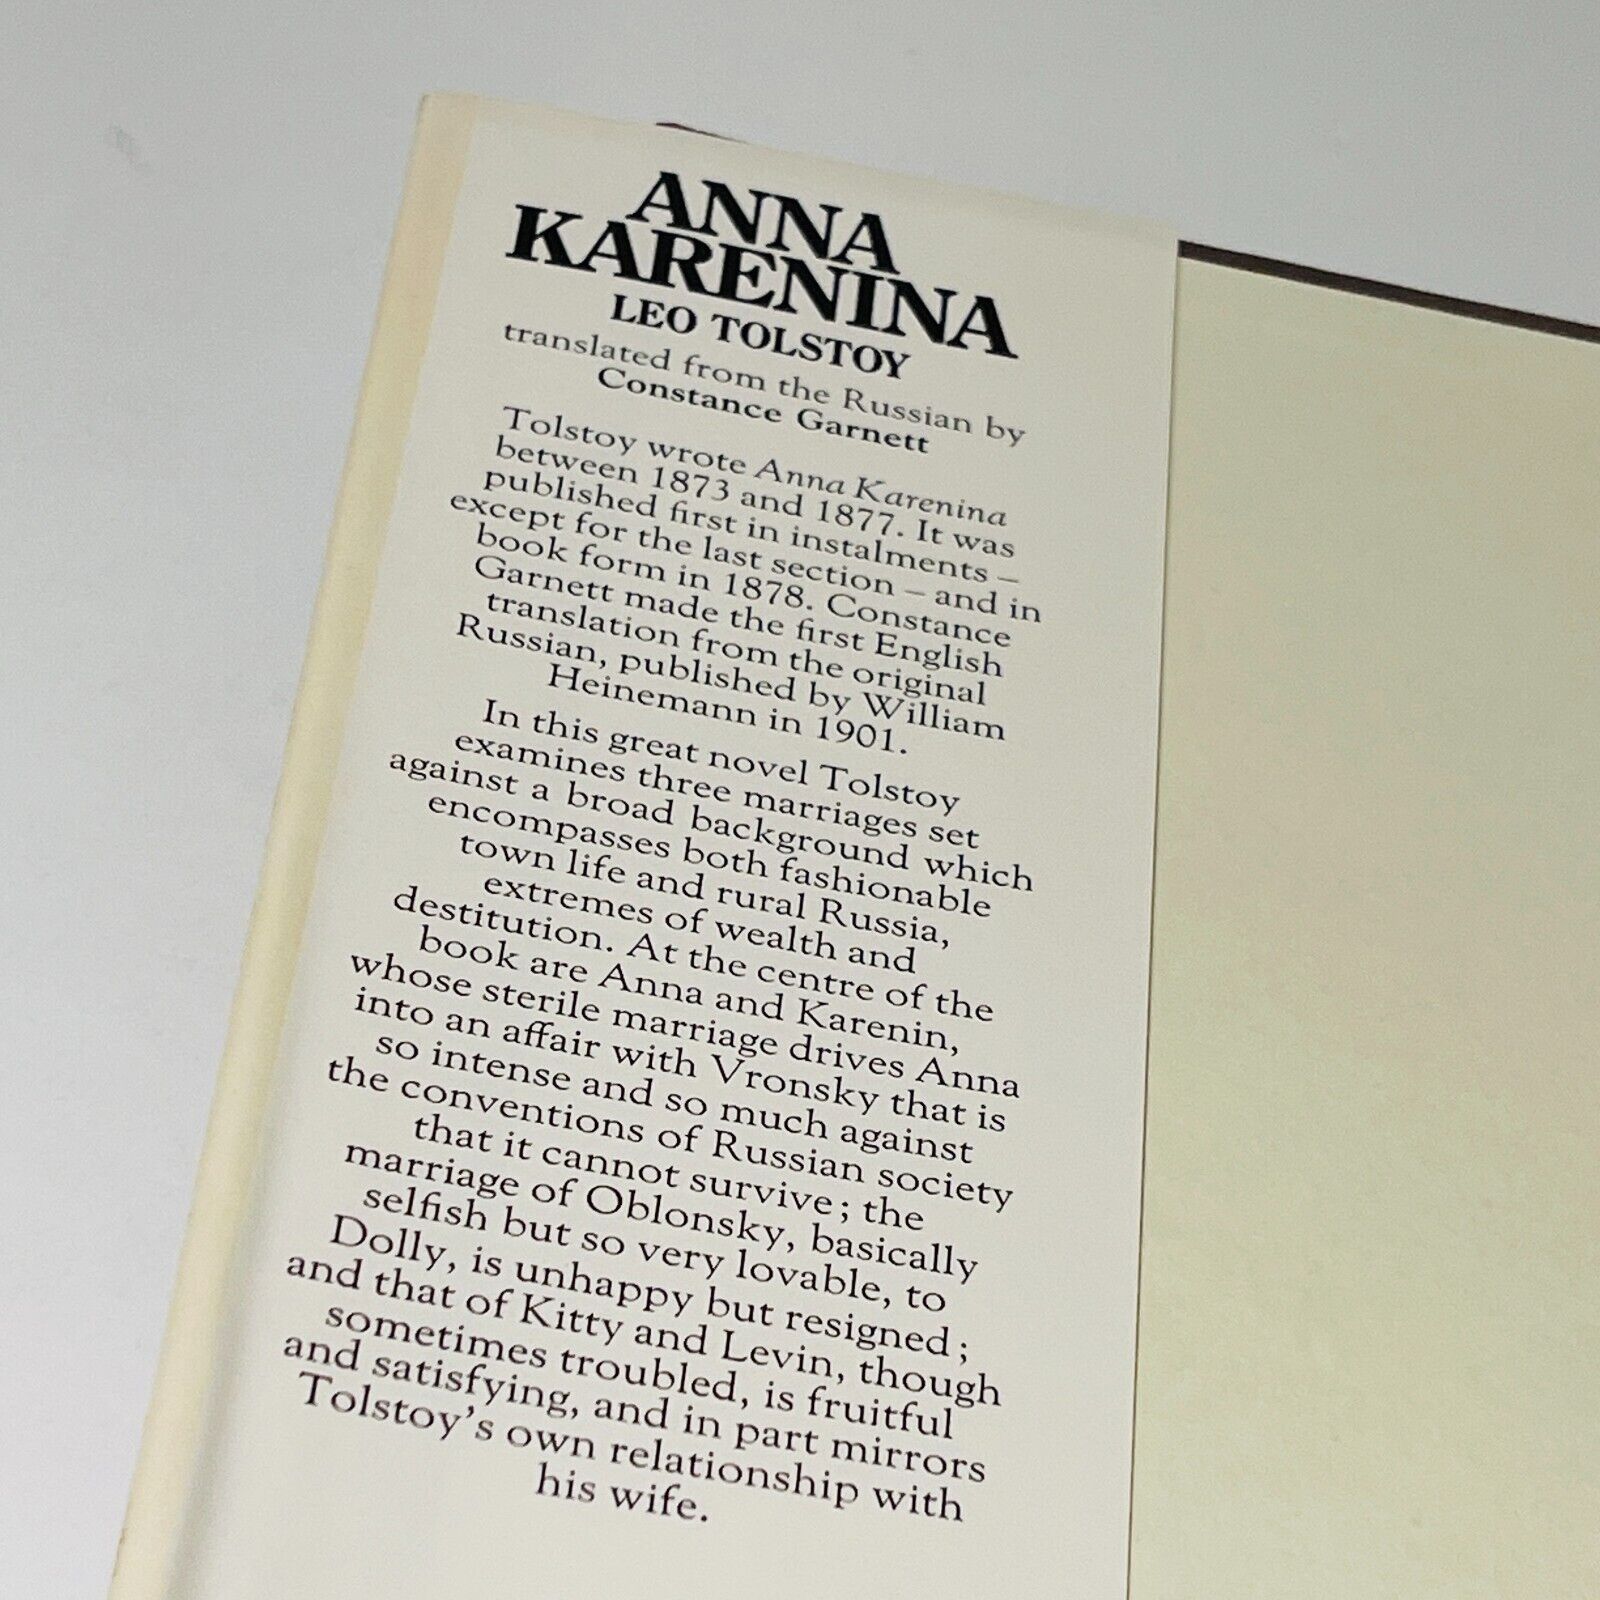 ANNA
KARENINA
LEO TOLSTOY
translated from the Russian by
Constance Garnett
Tolstoy wrote Anna Karenina
between 1873 and 1877. It was
published first in instalments –
except for the last section – and in
book form in 1878. Constance
Garnett made the first English
translation from the original
Russian, published by William
Heinemann in 1901.
In this great novel Tolstoy
examines three marriages set
against a broad background which
encompasses both fashionable
town life and rural Russia,
extremes of wealth and
destitution. At the centre of the
book are Anna and Karenin,
whose sterile marriage drives Anna
into an affair with Vronsky that is
so intense and so much against
the conventions of Russian society
that it cannot survive; the
marriage of Oblonsky, basically
selfish but so very lovable, to
Dolly, is unhappy but resigned;
and that of Kitty and Levin, though
sometimes troubled, is fruitful
and satisfying, and in part mirrors
Tolstoy's own relationship with
his wife.